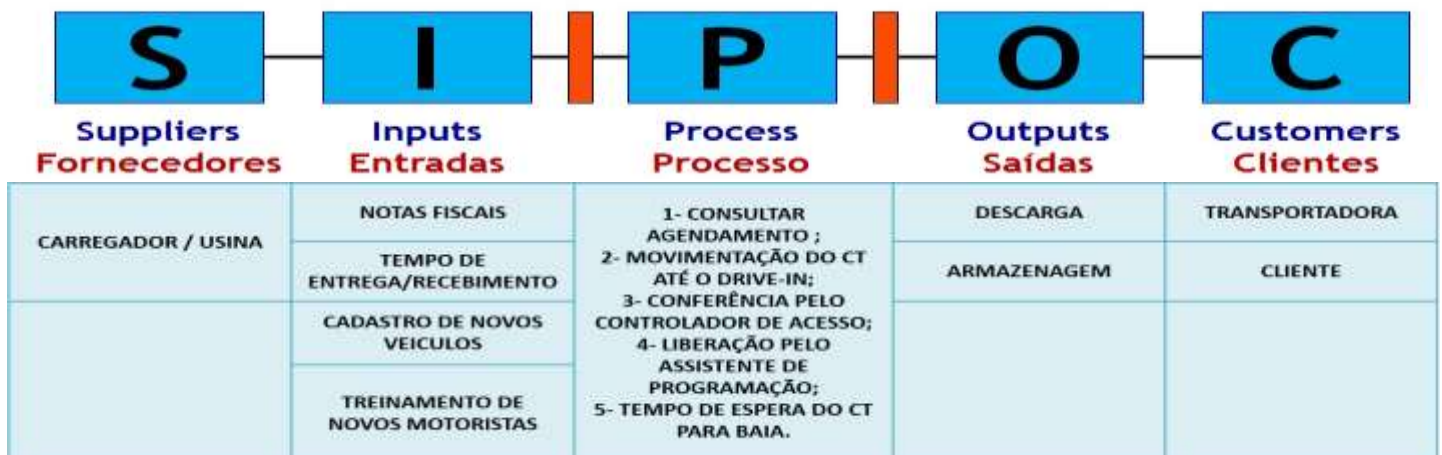 S I P O C
Suppliers
Fornecedores
Inputs
Entradas
Process
Processo
Outputs
Saídas
Customers
Clientes
CARREGADOR / USINA
NOTAS FISCAIS
TEMPO DE
ENTREGA/RECEBIMENTO
CADASTRO DE NOVOS
VEICULOS
TREINAMENTO DE
NOVOS MOTORISTAS
1- CONSULTAR
AGENDAMENTO ;
2- MOVIMENTAÇÃO DO CT
ATÉ O DRIVE-IN;
3- CONFERÊNCIA PELO
CONTROLADOR DE ACESSO;
4- LIBERAÇÃO PELO
ASSISTENTE DE
PROGRAMAÇÃO;
5- TEMPO DE ESPERA DO CT
PARA BAIA.
DESCARGA
ARMAZENAGEM
TRANSPORTADORA
CLIENTE